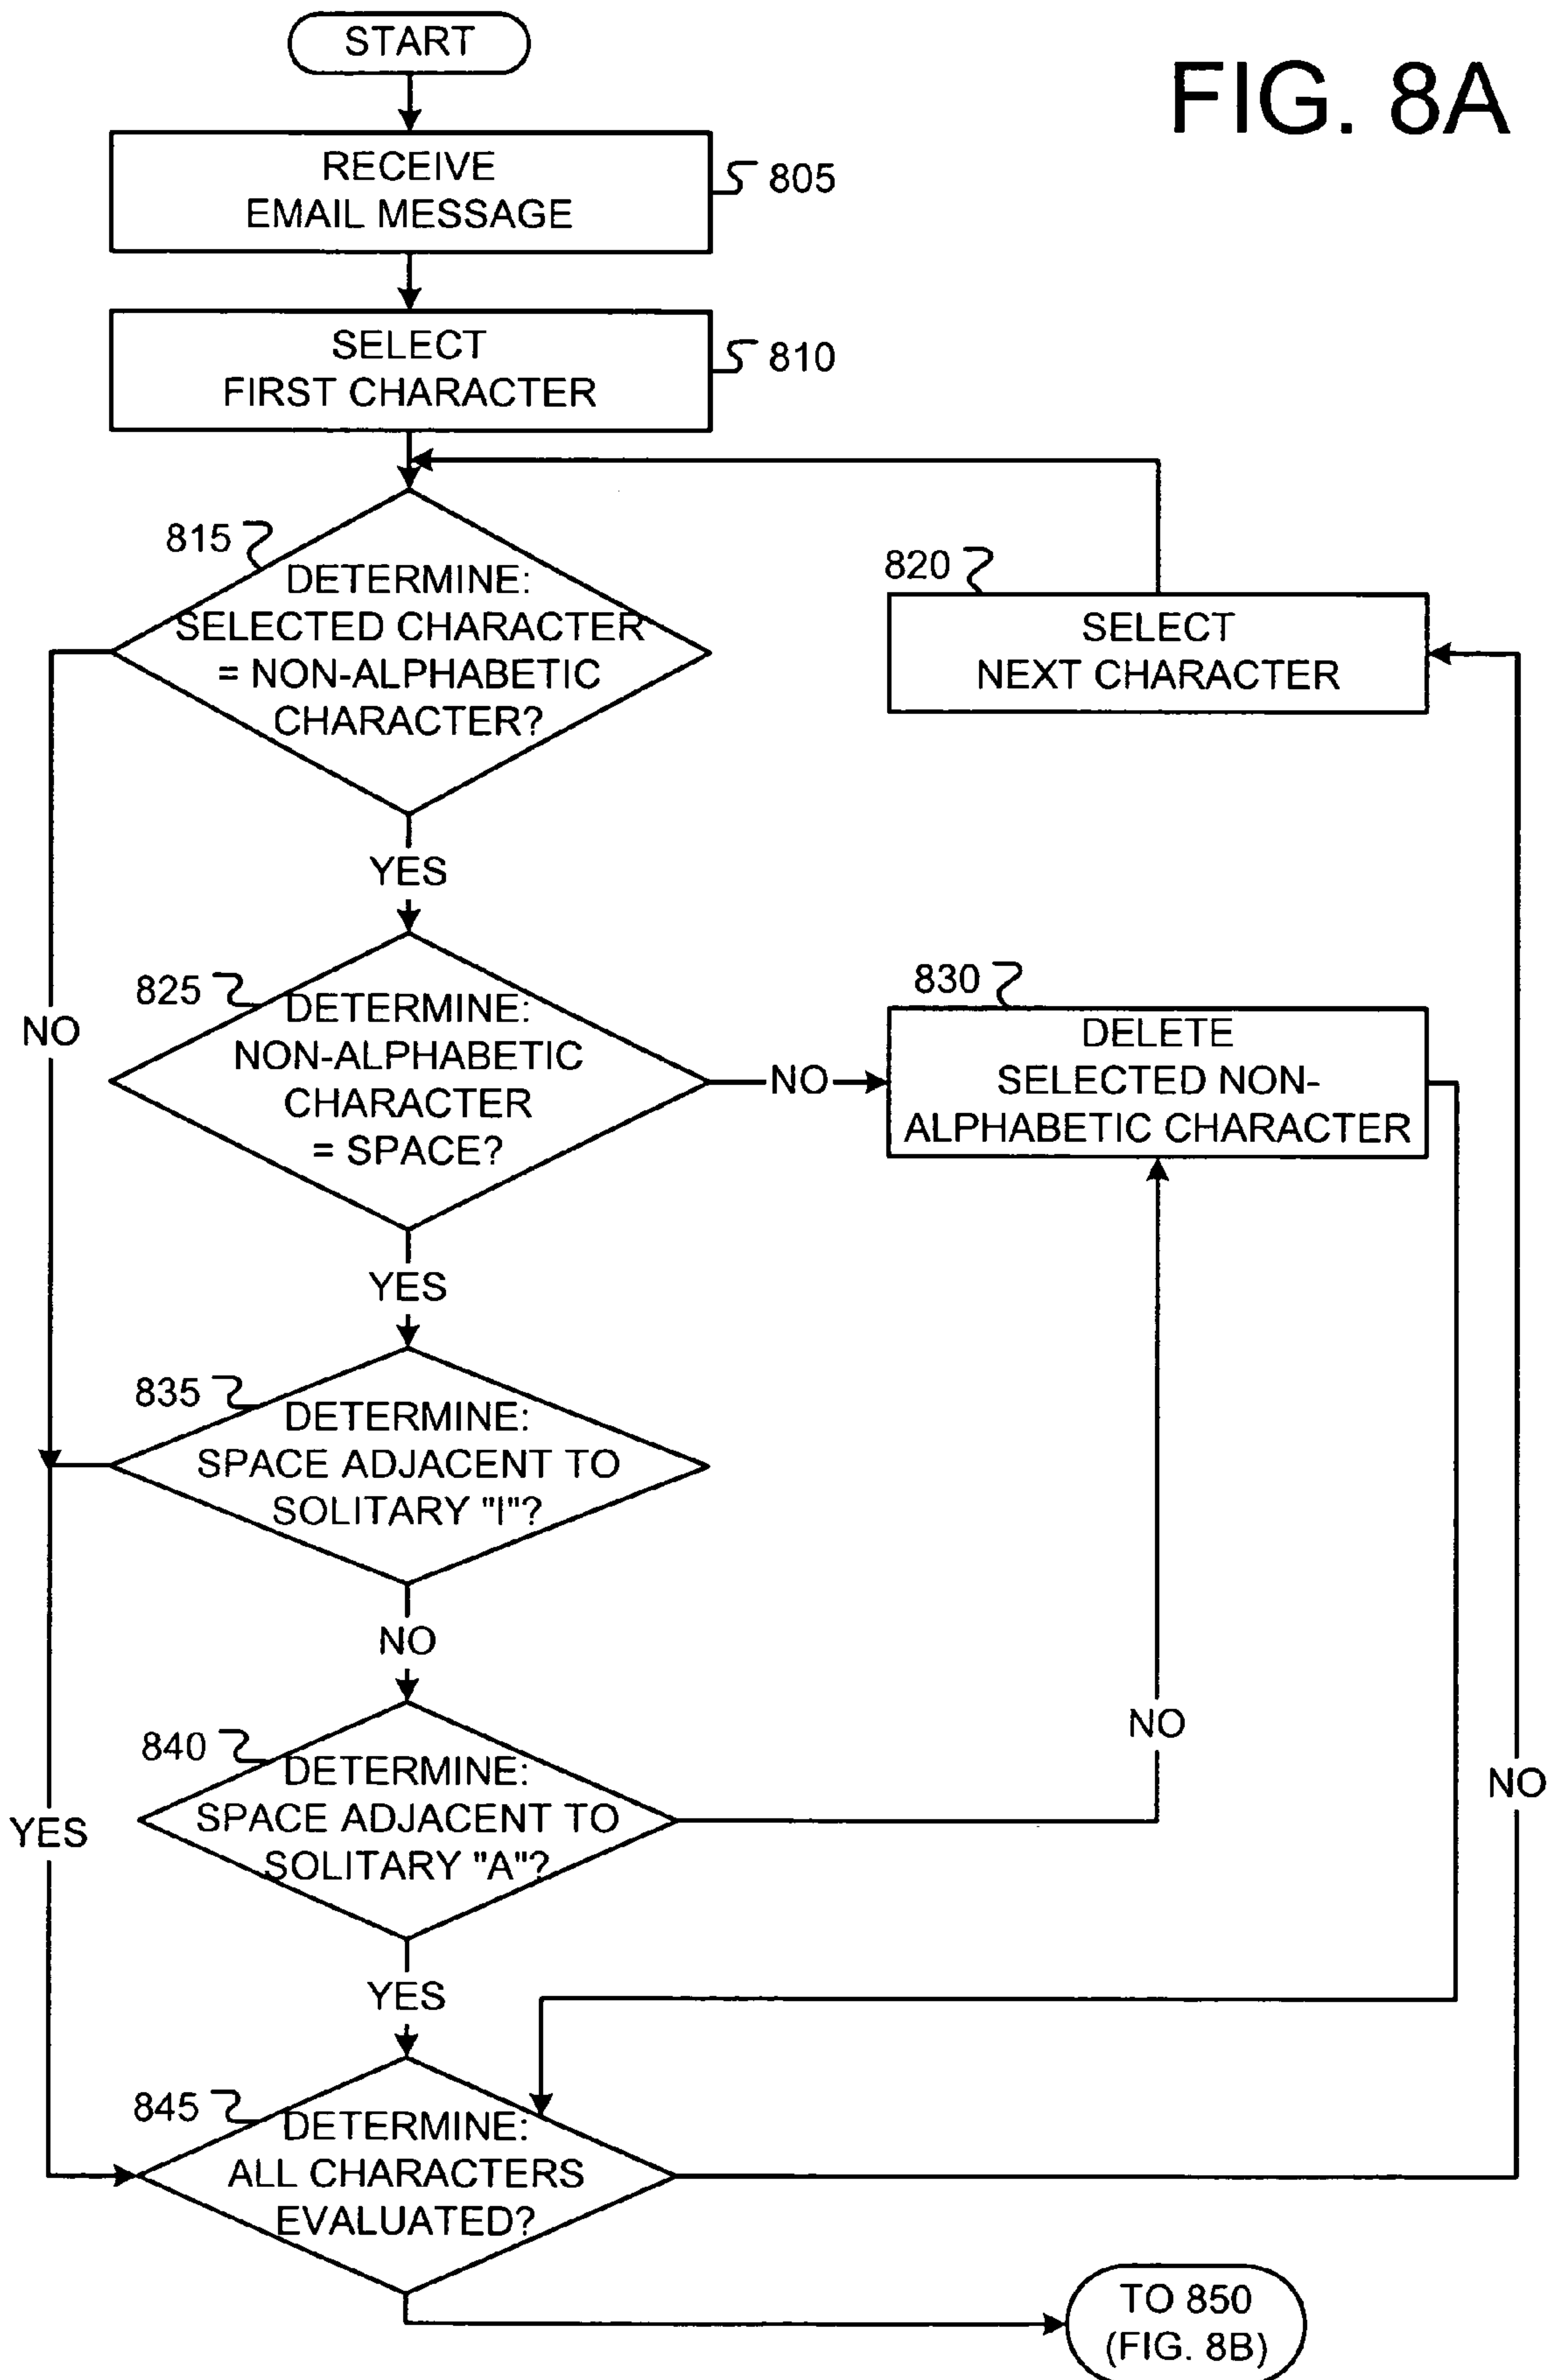 START
FIG. 8A
RECEIVE
EMAIL MESSAGE
805
SELECT
FIRST CHARACTER
810
815
DETERMINE:
SELECTED CHARACTER
= NON-ALPHABETIC
CHARACTER?
820
SELECT
NEXT CHARACTER
YES
NO
825
DETERMINE:
NON-ALPHABETIC
CHARACTER
= SPACE?
NO
830
DELETE
SELECTED NON-
ALPHABETIC CHARACTER
YES
835
DETERMINE:
SPACE ADJACENT TO
SOLITARY "I"?
NO
YES
840
DETERMINE:
SPACE ADJACENT TO
SOLITARY "A"?
NO
NO
YES
845
DETERMINE:
ALL CHARACTERS
EVALUATED?
TO 850
(FIG. 8B)